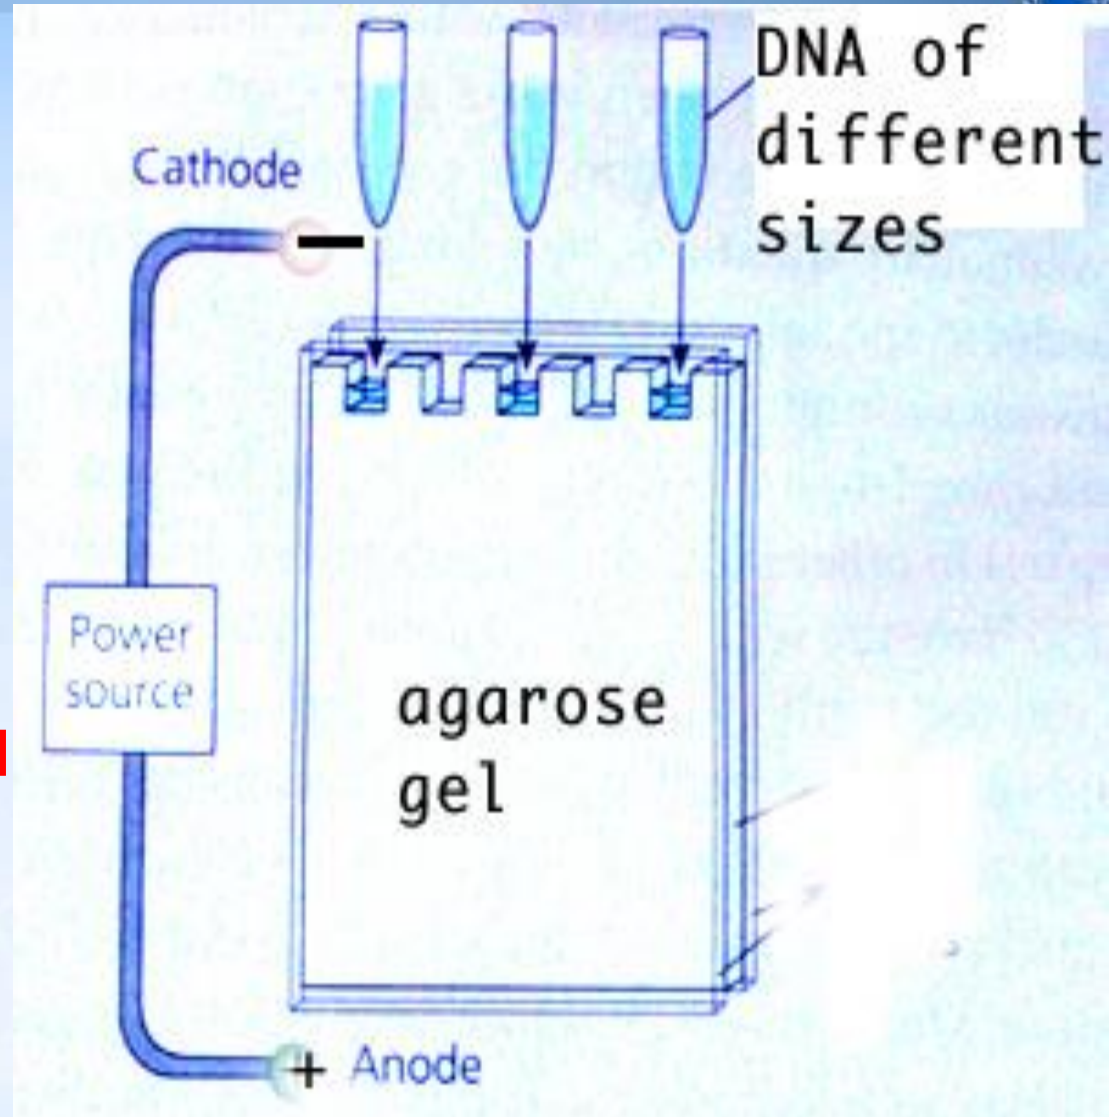 DNA of
different
sizes
Cathode
−
Power
source
agarose
gel
+ Anode